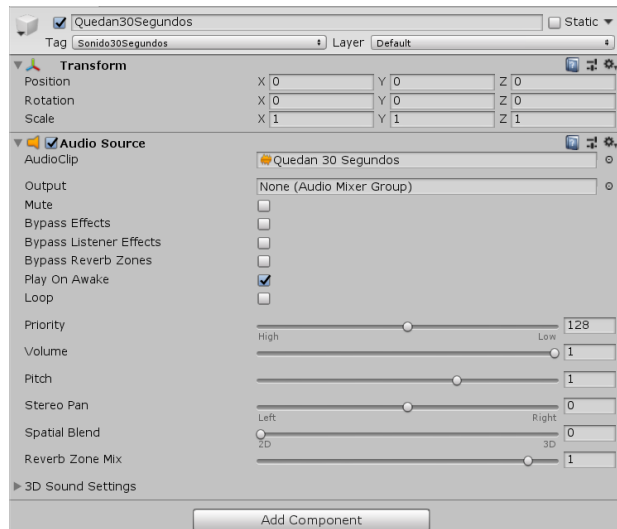 Quedan30Segundos Static
Tag Sonido30Segundos Layer Default
Transform
Position X 0 Y 0 Z 0
Rotation X 0 Y 0 Z 0
Scale X 1 Y 1 Z 1
Audio Source
AudioClip Quedan 30 Segundos
Output None (Audio Mixer Group)
Mute
Bypass Effects
Bypass Listener Effects
Bypass Reverb Zones
Play On Awake
Loop
Priority 128
High Low
Volume 1
Pitch 1
Stereo Pan 0
Left Right
Spatial Blend 0
2D 3D
Reverb Zone Mix 1
3D Sound Settings
Add Component